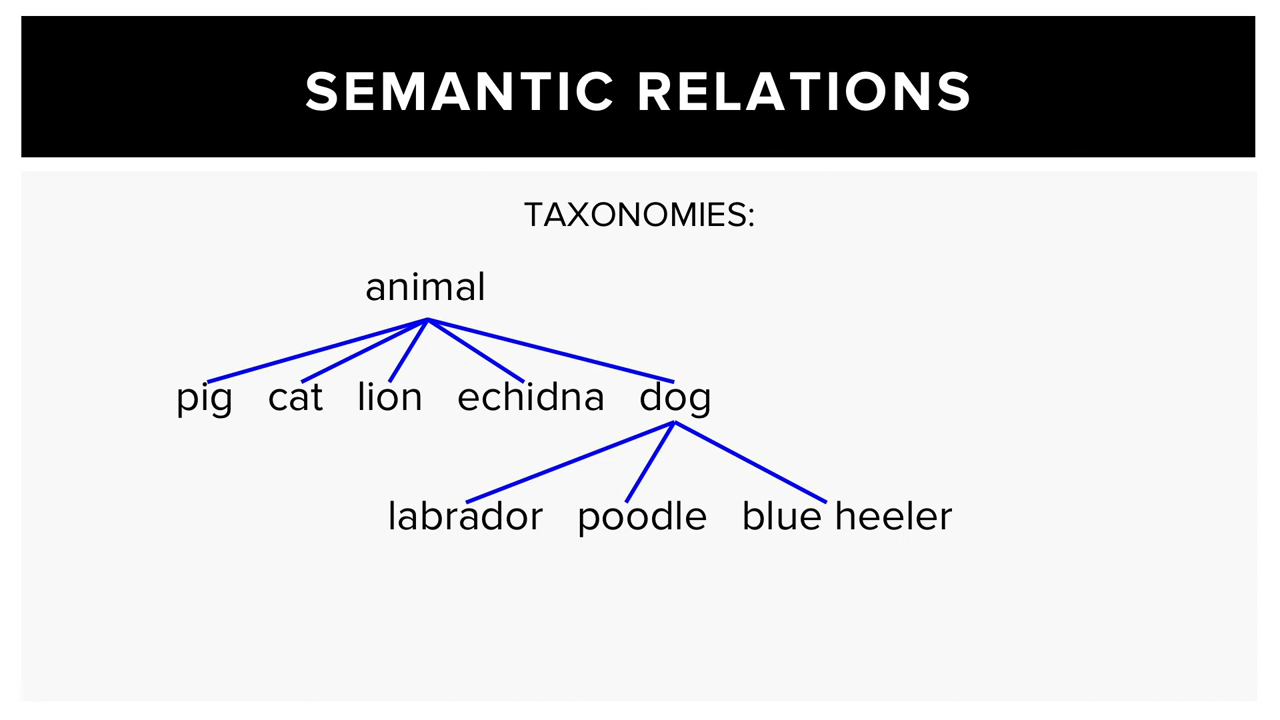 SEMANTIC RELATIONS
TAXONOMIES:
animal
pig cat lion echidna dog
labrador poodle blue heeler